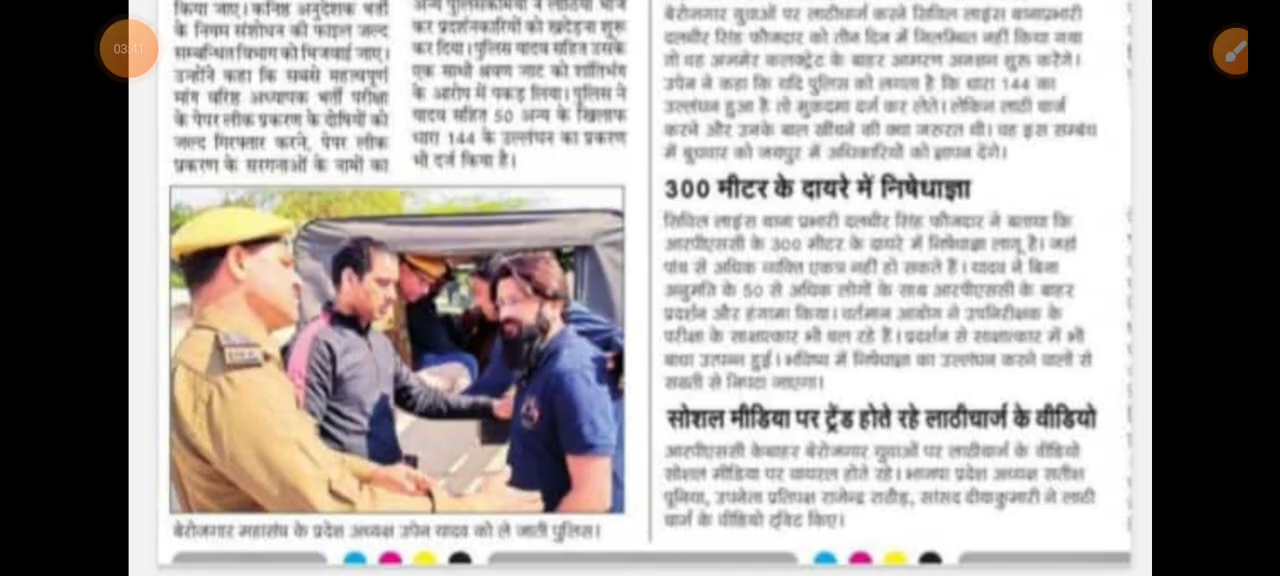 03:41
किया जाए। कनिष्ठ अनुदेशक भर्ती
के नियम संशोधन की फाइल जल्द
सम्बन्धित विभाग को भिजवाई जाए।
उन्होंने कहा कि सबसे महत्वपूर्ण
मांग वरिष्ठ अध्यापक भर्ती परीक्षा
के पेपर लीक प्रकरण के दोषियों को
जल्द गिरफ्तार करने, पेपर लीक
प्रकरण के सरगनाओं के नामों का
अन्य पुलिसकर्मियों ने लाठियां भांज
कर प्रदर्शनकारियों को खदेड़ना शुरू
कर दिया। पुलिस यादव सहित उसके
एक साथी श्रवण जाट को शांतिभंग
के आरोप में पकड़ लिया। पुलिस ने
यादव सहित 50 अन्य के खिलाफ
धारा 144 के उल्लंघन का प्रकरण
भी दर्ज किया है।
बेरोजगार महासंघ के प्रदेश अध्यक्ष उपेन यादव को ले जाती पुलिस।
बेरोजगार युवाओं पर लाठीचार्ज करने सिविल लाइंस थानाप्रभारी
दलबीर सिंह फौजदार को तीन दिन में निलम्बित नहीं किया गया
तो वह अजमेर कलक्ट्रेट के बाहर आमरण अनशन शुरू करेंगे।
उपेन ने कहा कि यदि पुलिस को लगता है कि धारा 144 का
उल्लंघन हुआ है तो मुकदमा दर्ज कर लेते। लेकिन लाठी चार्ज
करने और उनके बाल खींचने की क्या जरूरत थी। वह इस सम्बंध
में बुधवार को जयपुर में अधिकारियों को ज्ञापन देंगे।
300 मीटर के दायरे में निषेधाज्ञा
सिविल लाइंस थाना प्रभारी दलबीर सिंह फौजदार ने बताया कि
आरपीएससी के 300 मीटर के दायरे में निषेधाज्ञा लागू है। जहां
पांच से अधिक व्यक्ति एकत्र नहीं हो सकते हैं। यादव ने बिना
अनुमति के 50 से अधिक लोगों के साथ आरपीएससी के बाहर
प्रदर्शन और हंगामा किया। वर्तमान आयोग में उपनिरीक्षक के
परीक्षा के साक्षात्कार भी चल रहे हैं। प्रदर्शन से साक्षात्कार में भी
बाधा उत्पन्न हुई। भविष्य में निषेधाज्ञा का उल्लंघन करने वालों से
सख्ती से निपटा जाएगा।
सोशल मीडिया पर ट्रेंड होते रहे लाठीचार्ज के वीडियो
आरपीएससी केबाहर बेरोजगार युवाओं पर लाठीचार्ज के वीडियो
सोशल मीडिया पर वायरल होते रहे। भाजपा प्रदेश अध्यक्ष सतीश
पूनिया, उपनेता प्रतिपक्ष राजेन्द्र राठौड़, सांसद दीयाकुमारी ने लाठी
चार्ज के वीडियो ट्विट किए।